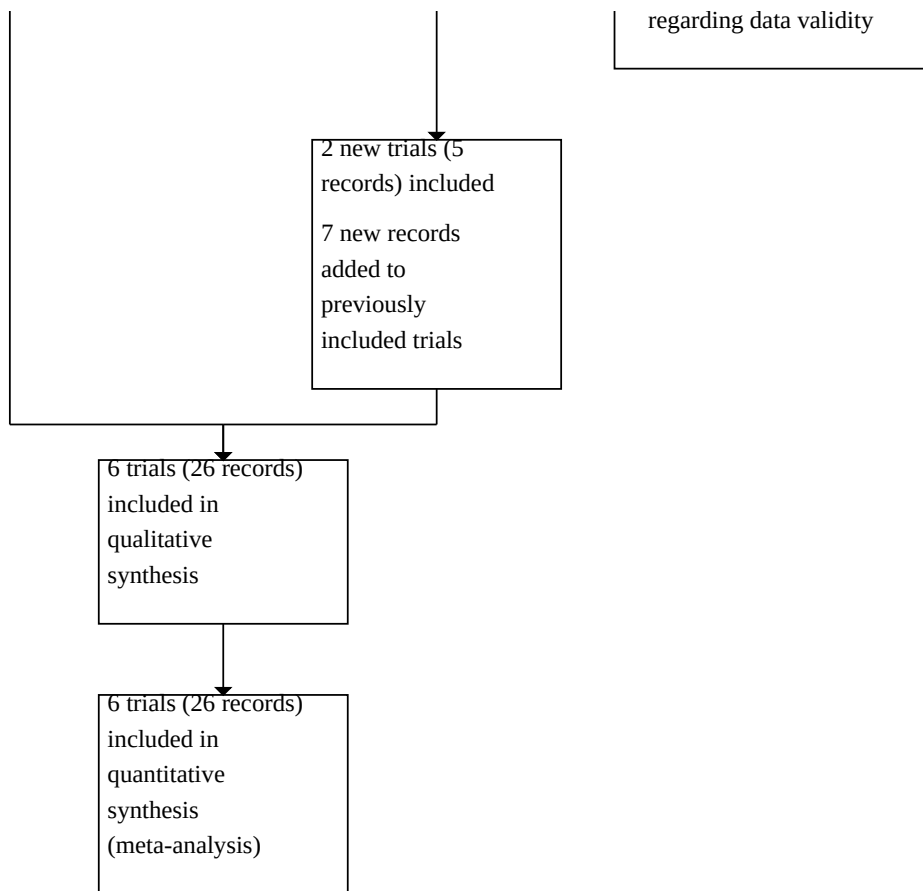 regarding data validity
2 new trials (5
records) included
7 new records
added to
previously
included trials
6 trials (26 records)
included in
qualitative
synthesis
6 trials (26 records)
included in
quantitative
synthesis
(meta-analysis)